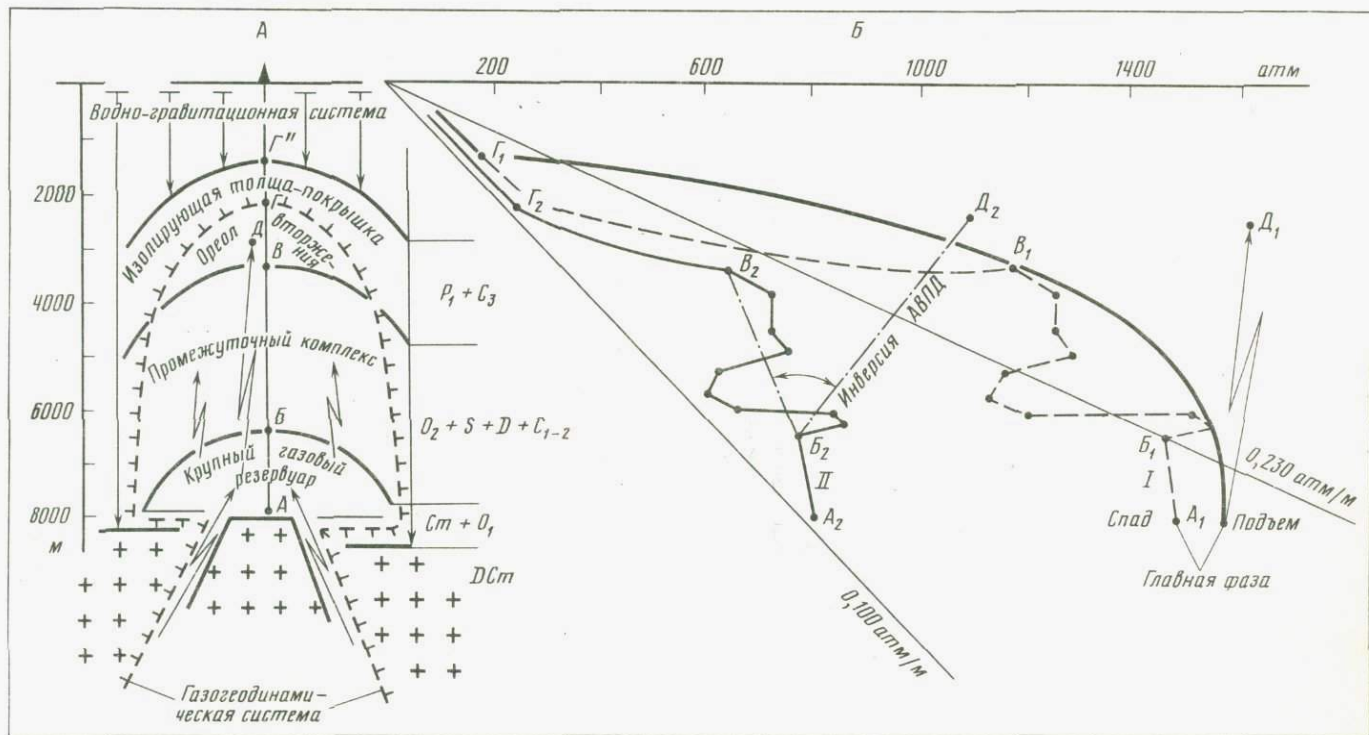 А
Б
200
600
1000
1400
атм
Водно-гравитационная система
Г"
Изолирующая толща-покрышка
Г'
Ореол вторже-
ния
Д
В
Промежуточный комплекс
Б
Крупный газовый
резервуар
А
2000
4000
6000
8000
м
P₁ + C₃
O₂ + S + D + C₁₋₂
Cm + O₁
DCm
Газогеодинами-
ческая система
Г₁
Г₂
Д₂
Д₁
В₁
В₂
Инверсия АВПД
Б₂
II
А₂
Б₁
I
0,230 атм/м
Спад
А₁
Подъем
Главная фаза
0,100 атм/м